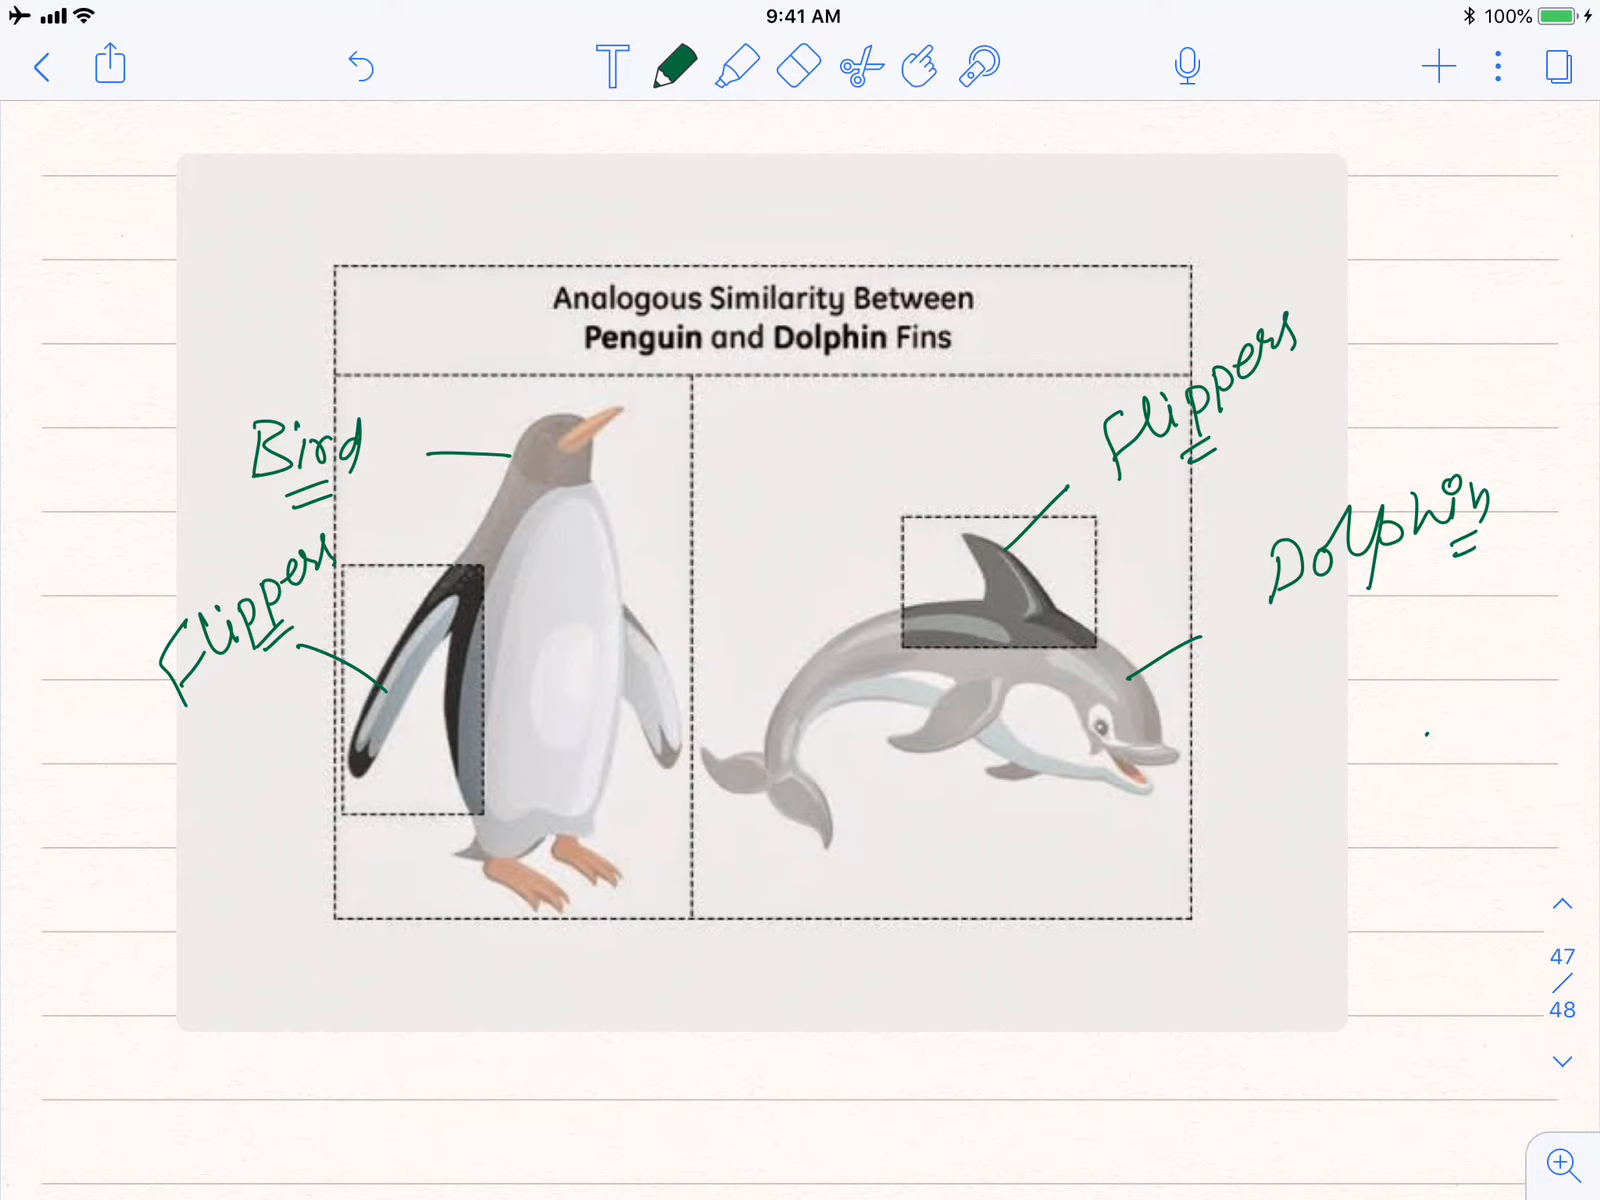 9:41 AM
100%
T
Analogous Similarity Between
Penguin and Dolphin Fins
Flippers
Bird
Dolphin
Flippers
47
48